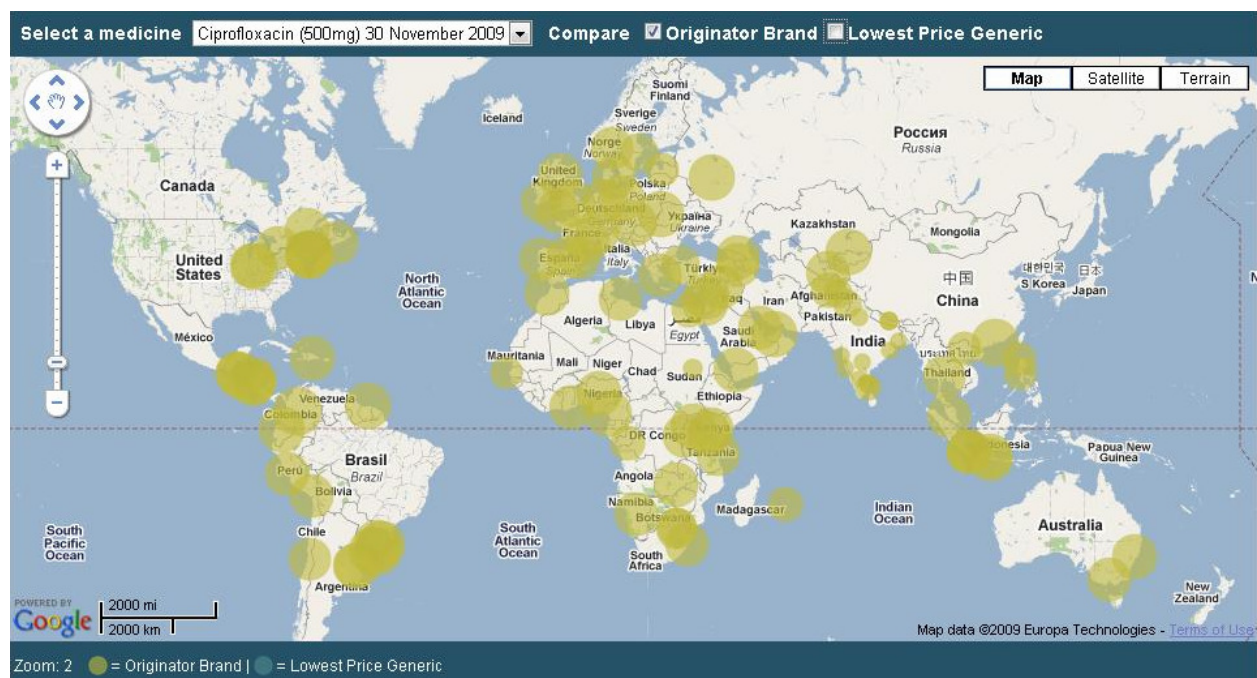 Select a medicine Ciprofloxacin (500mg) 30 November 2009 Compare Originator Brand Lowest Price Generic
Map Satellite Terrain
Suomi
Finland
Iceland
Sverige
Sweden
Norge
Norway
Россия
Russia
United
Kingdom
Polska
Poland
Canada
Deutschland
Germany
Україна
Ukraine
Kazakhstan
Mongolia
France
Italia
Italy
España
Spain
United
States
North
Atlantic
Ocean
中国
China
대한민국
S Korea
日本
Japan
Iran
Afghanistan
Pakistan
Algeria
Libya
مصر
Egypt
Saudi
Arabia
India
México
Mauritania
Mali
Niger
Chad
Sudan
Thailand
Nigeria
Ethiopia
Venezuela
Colombia
DR Congo
Kenya
Tanzania
Papua New
Guinea
Brasil
Brazil
Perú
Bolivia
Angola
Namibia
Botswana
Madagascar
Indian
Ocean
Australia
South
Pacific
Ocean
Chile
South
Atlantic
Ocean
South
Africa
Argentina
New
Zealand
POWERED BY
Google
2000 mi
2000 km
Map data ©2009 Europa Technologies - Terms of Use
Zoom: 2 = Originator Brand | = Lowest Price Generic